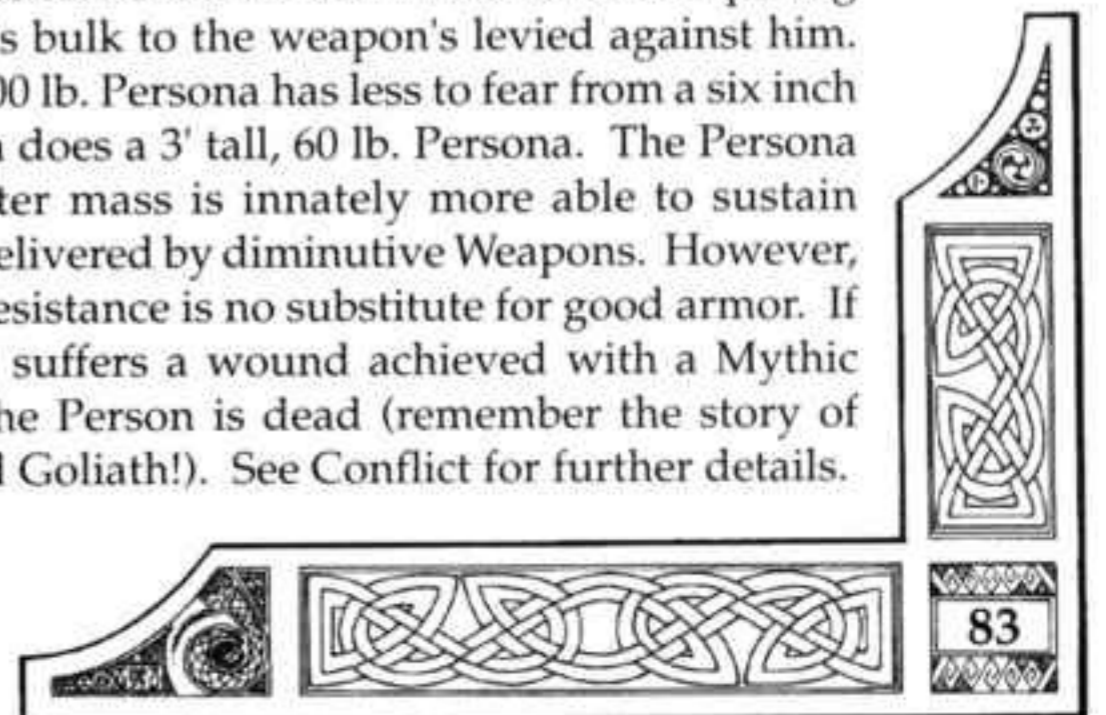 s bulk to the weapon's levied against him.
00 lb. Persona has less to fear from a six inch
does a 3' tall, 60 lb. Persona. The Persona
ter mass is innately more able to sustain
elivered by diminutive Weapons. However,
esistance is no substitute for good armor. If
suffers a wound achieved with a Mythic
he Person is dead (remember the story of
Goliath!). See Conflict for further details.
83